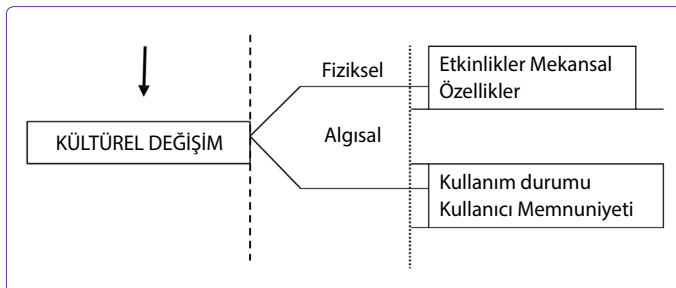 Fiziksel
Etkinlikler Mekansal
Özellikler
KÜLTÜREL DEĞİŞİM
Algısal
Kullanım durumu
Kullanıcı Memnuniyeti